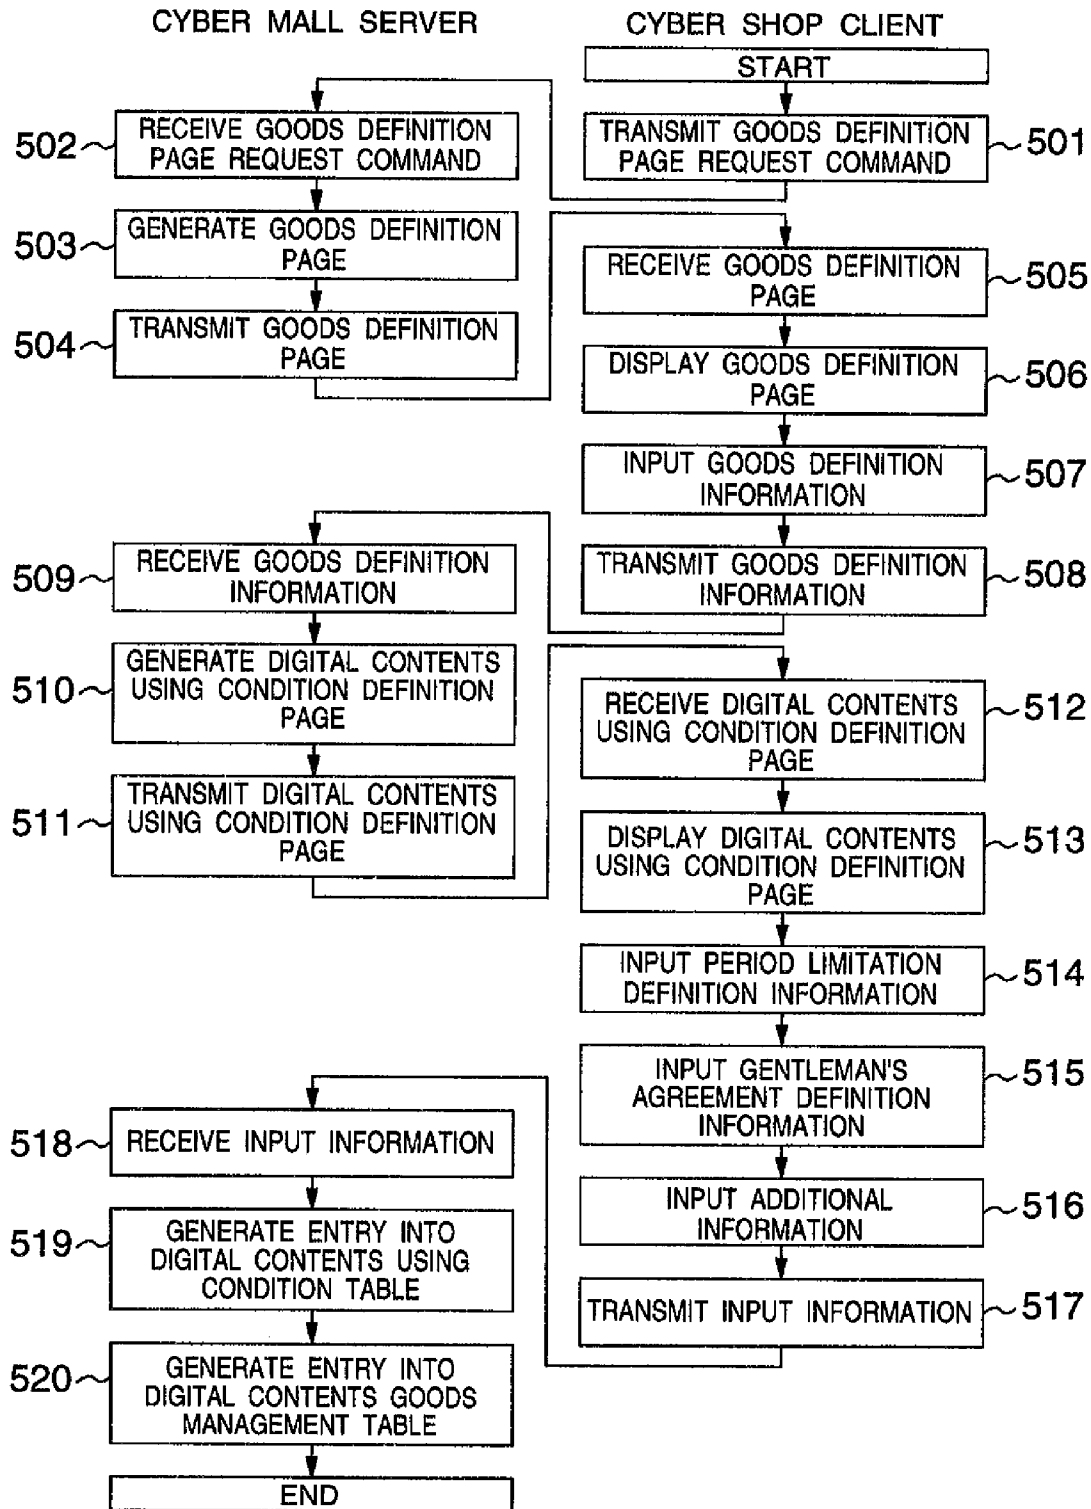 CYBER MALL SERVER
CYBER SHOP CLIENT
START
501
TRANSMIT GOODS DEFINITION
PAGE REQUEST COMMAND
502
RECEIVE GOODS DEFINITION
PAGE REQUEST COMMAND
503
GENERATE GOODS DEFINITION
PAGE
504
TRANSMIT GOODS DEFINITION
PAGE
505
RECEIVE GOODS DEFINITION
PAGE
506
DISPLAY GOODS DEFINITION
PAGE
507
INPUT GOODS DEFINITION
INFORMATION
508
TRANSMIT GOODS DEFINITION
INFORMATION
509
RECEIVE GOODS DEFINITION
INFORMATION
510
GENERATE DIGITAL CONTENTS
USING CONDITION DEFINITION
PAGE
511
TRANSMIT DIGITAL CONTENTS
USING CONDITION DEFINITION
PAGE
512
RECEIVE DIGITAL CONTENTS
USING CONDITION DEFINITION
PAGE
513
DISPLAY DIGITAL CONTENTS
USING CONDITION DEFINITION
PAGE
514
INPUT PERIOD LIMITATION
DEFINITION INFORMATION
515
INPUT GENTLEMAN'S
AGREEMENT DEFINITION
INFORMATION
516
INPUT ADDITIONAL
INFORMATION
517
TRANSMIT INPUT INFORMATION
518
RECEIVE INPUT INFORMATION
519
GENERATE ENTRY INTO
DIGITAL CONTENTS USING
CONDITION TABLE
520
GENERATE ENTRY INTO
DIGITAL CONTENTS GOODS
MANAGEMENT TABLE
END